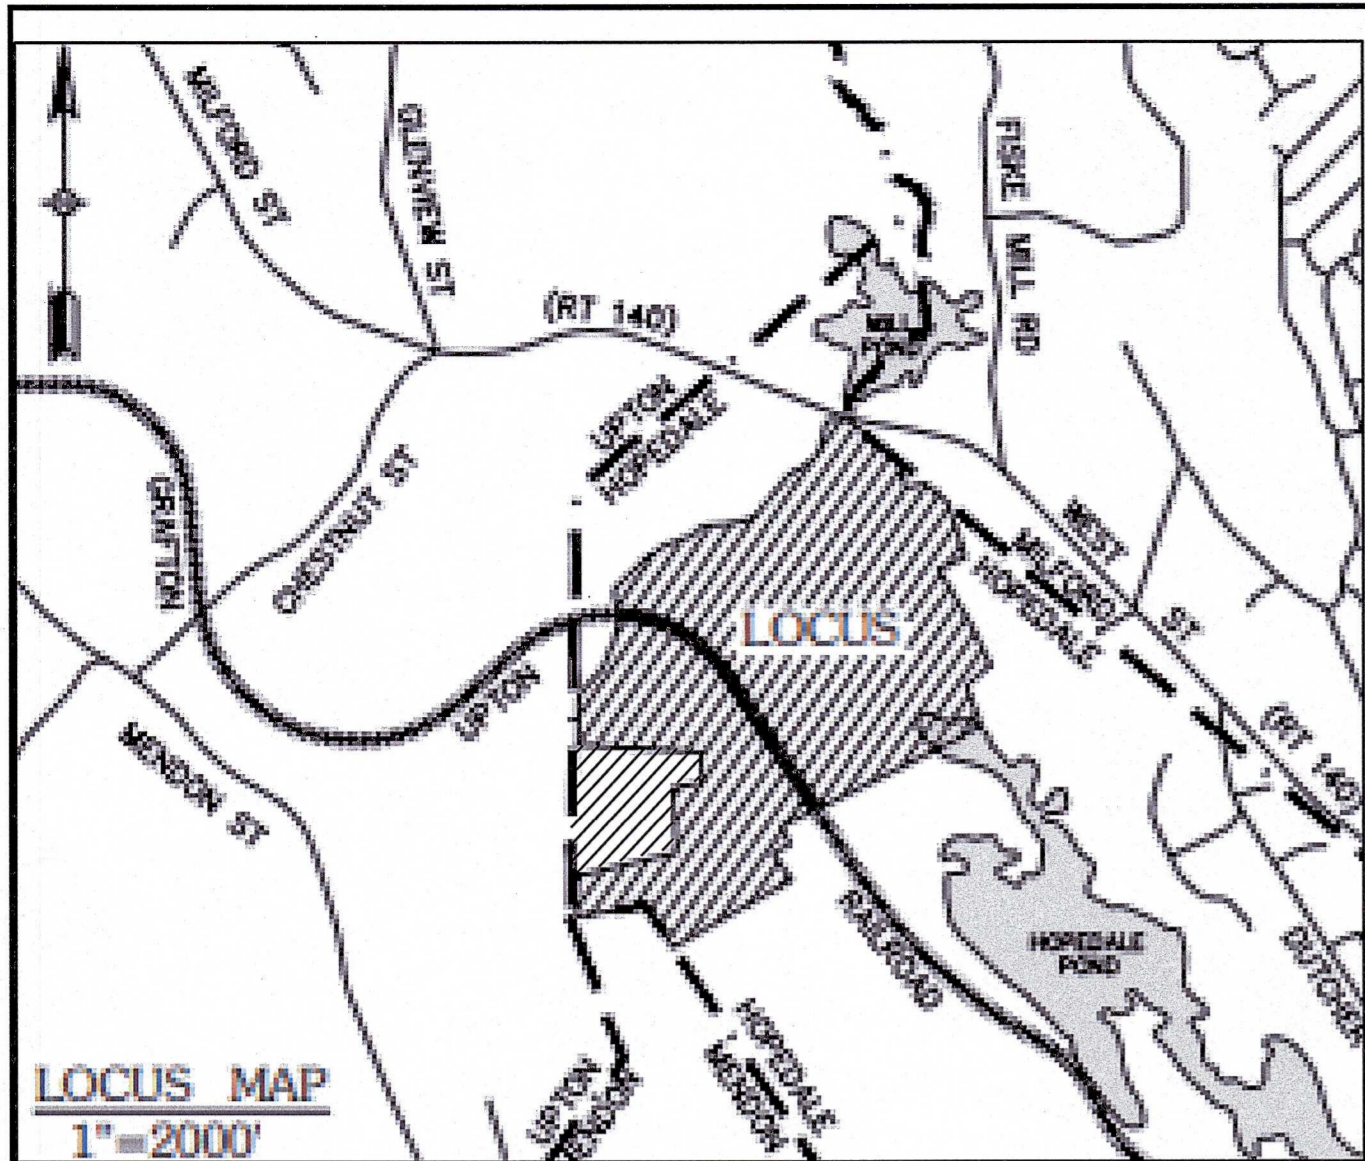 MILFORD ST
GLENVIEW ST
FISKE
MILL RD
(RT 140)
MILL
POND
UPTON
HOPEDALE
CHESTNUT ST
GRAFTON
WEST
ST
(RT 140)
MILFORD
HOPEDALE
LOCUS
UPTON
MENDON ST
RAILROAD
HOPEDALE
POND
DUTCHER
UPTON
MENDON
HOPEDALE
MENDON
LOCUS MAP
1"=2000'